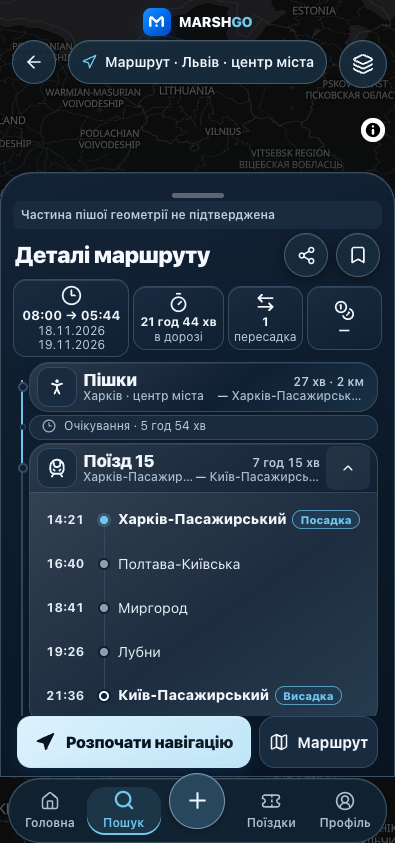 ESTONIA
MARSHGO
Маршрут · Львів · центр міста
WARMIAN-MASURIAN
VOIVODESHIP
LITHUANIA
PODLACHIAN
VOIVODESHIP
VILNIUS
VITSEBSK REGION
ВІЦЕБСКАЯ ВОБЛАСЦЬ
Частина пішої геометрії не підтверджена
Деталі маршруту
08:00 → 05:44
18.11.2026
19.11.2026
21 год 44 хв
в дорозі
1
пересадка
—
Пішки
27 хв · 2 км
Харків · центр міста — Харків-Пасажирськ...
Очікування · 5 год 54 хв
Поїзд 15
7 год 15 хв
Харків-Пасажир... — Київ-Пасажирсь...
14:21 Харків-Пасажирський Посадка
16:40 Полтава-Київська
18:41 Миргород
19:26 Лубни
21:36 Київ-Пасажирський Висадка
Розпочати навігацію
Маршрут
Головна
Пошук
Поїздки
Профіль